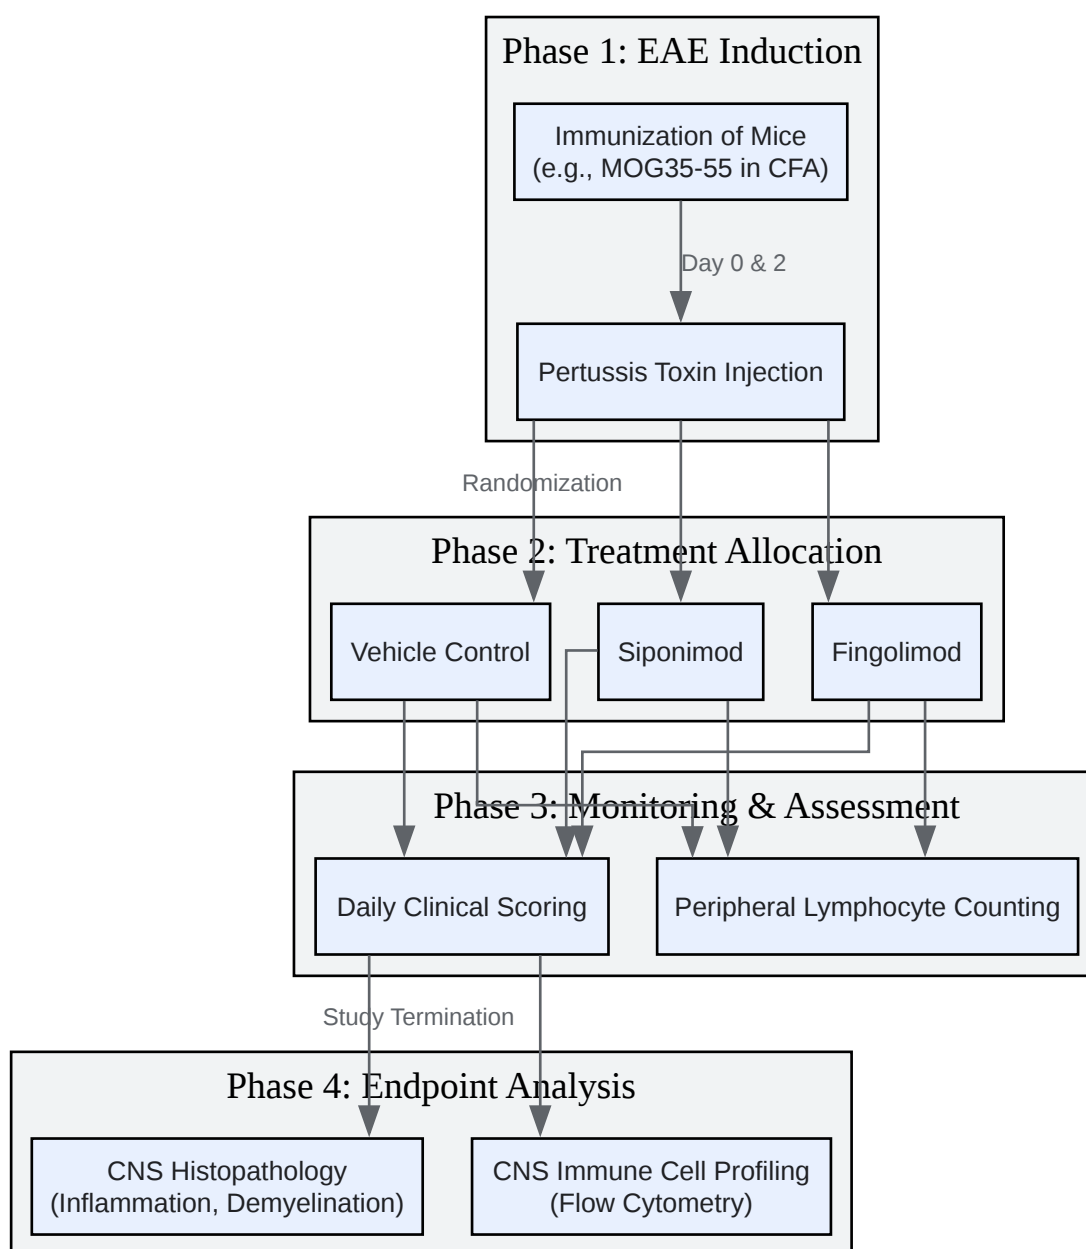 Phase 1: EAE Induction
Immunization of Mice
(e.g., MOG35-55 in CFA)
Day 0 & 2
Pertussis Toxin Injection
Randomization
Phase 2: Treatment Allocation
Vehicle Control
Siponimod
Fingolimod
Phase 3: Monitoring & Assessment
Daily Clinical Scoring
Peripheral Lymphocyte Counting
Study Termination
Phase 4: Endpoint Analysis
CNS Histopathology
(Inflammation, Demyelination)
CNS Immune Cell Profiling
(Flow Cytometry)